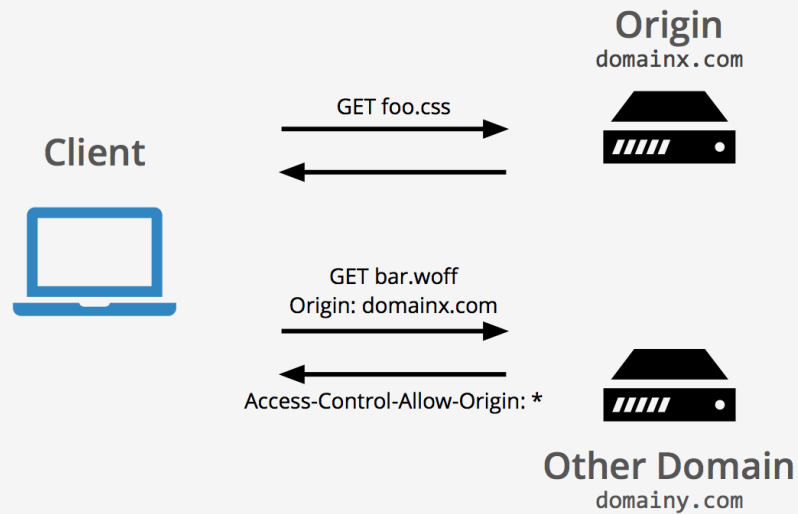 Origin
domainx.com
GET foo.css
Client
GET bar.woff
Origin: domainx.com
Access-Control-Allow-Origin: *
Other Domain
domainy.com